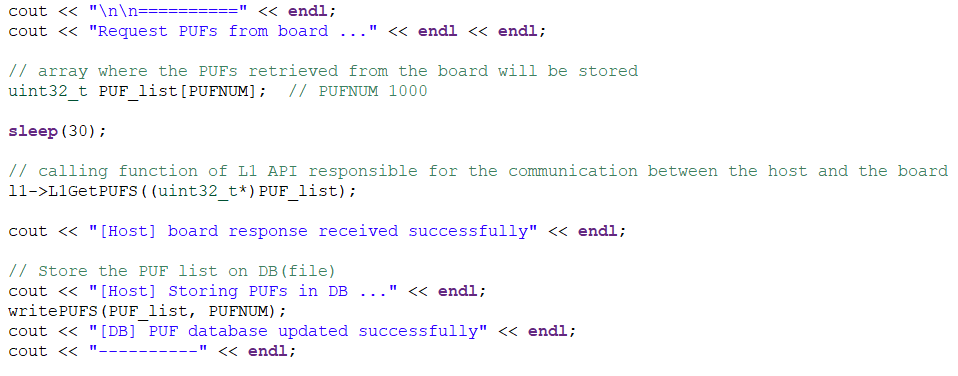 cout << "\n\n==========" << endl;
cout << "Request PUFs from board ..." << endl << endl;
// array where the PUFs retrieved from the board will be stored
uint32_t PUF_list[PUFNUM];  // PUFNUM 1000
sleep(30);
// calling function of L1 API responsible for the communication between the host and the board
l1->L1GetPUFS((uint32_t*)PUF_list);
cout << "[Host] board response received successfully" << endl;
// Store the PUF list on DB(file)
cout << "[Host] Storing PUFs in DB ..." << endl;
writePUFS(PUF_list, PUFNUM);
cout << "[DB] PUF database updated successfully" << endl;
cout << "----------" << endl;